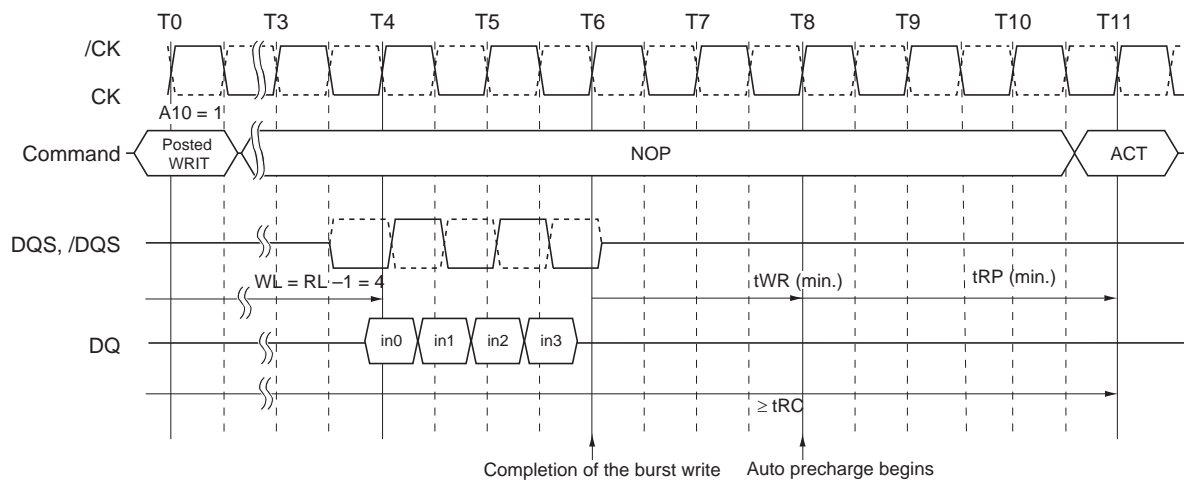 T0 T3 T4 T5 T6 T7 T8 T9 T10 T11
/CK
CK
A10 = 1
Command
Posted
WRIT
NOP
ACT
DQS, /DQS
WL = RL –1 = 4
tWR (min.)
tRP (min.)
DQ
in0 in1 in2 in3
≥ tRC
Completion of the burst write
Auto precharge begins